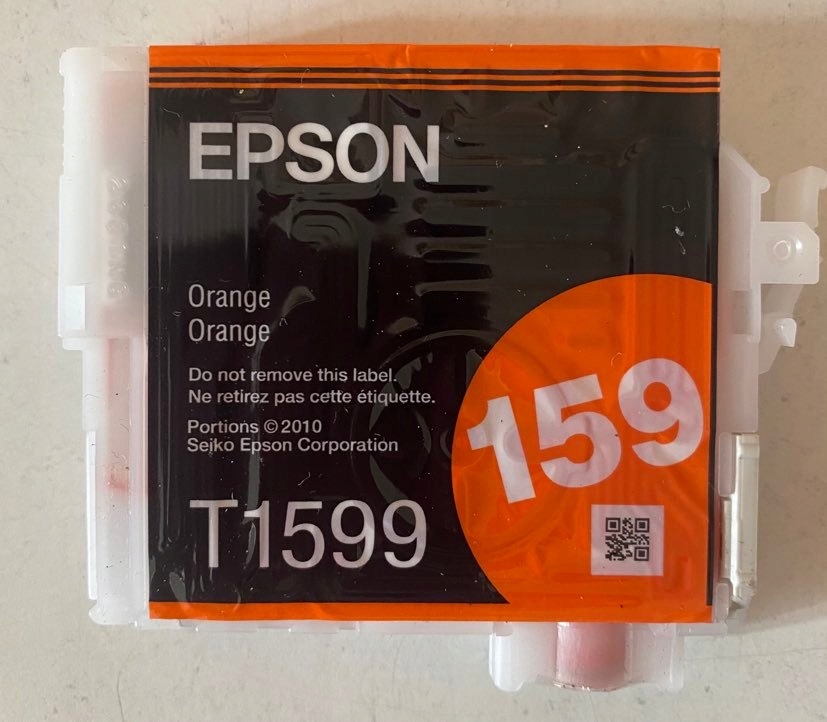 EPSON
Orange
Orange
Do not remove this label.
Ne retirez pas cette étiquette.
Portions © 2010
Seiko Epson Corporation
159
T1599